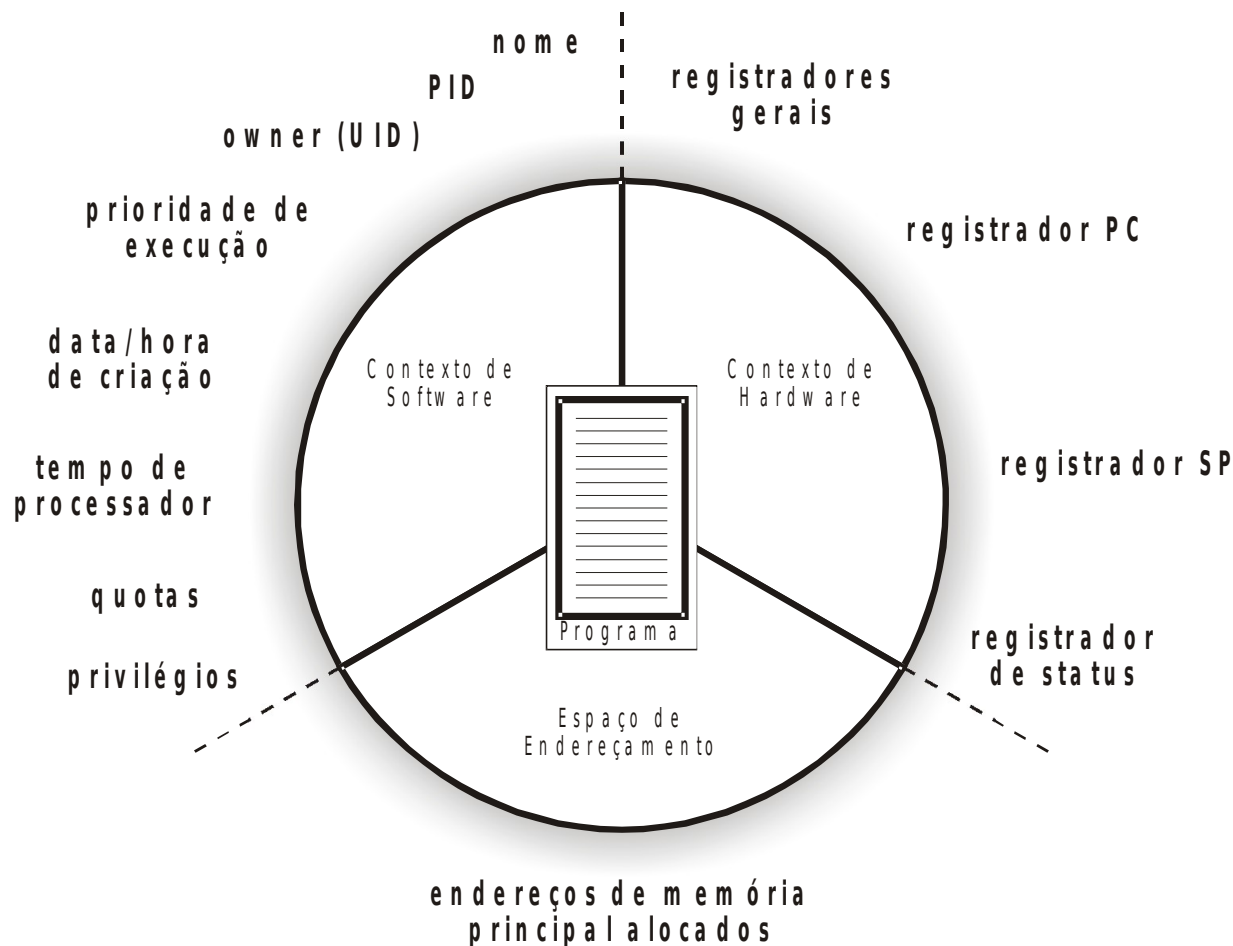 nome
PID
owner (UID)
prioridade de
execução
data/hora
de criação
tempo de
processador
quotas
privilégios
registradores
gerais
registrador PC
registrador SP
registrador
de status
Contexto de
Software
Contexto de
Hardware
Programa
Espaço de
Endereçamento
endereços de memória
principal alocados